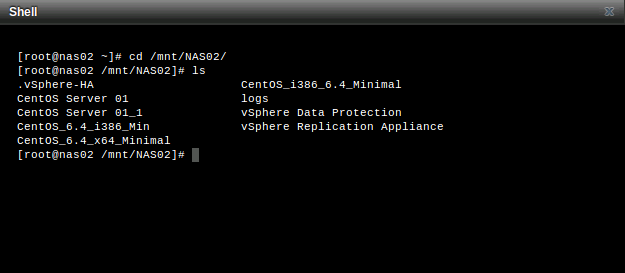 Shell
[root@nas02 ~]# cd /mnt/NAS02/
[root@nas02 /mnt/NAS02]# ls
.vSphere-HA                     CentOS_i386_6.4_Minimal
CentOS Server 01                logs
CentOS Server 01_1              vSphere Data Protection
CentOS_6.4_i386_Min             vSphere Replication Appliance
CentOS_6.4_x64_Minimal
[root@nas02 /mnt/NAS02]#